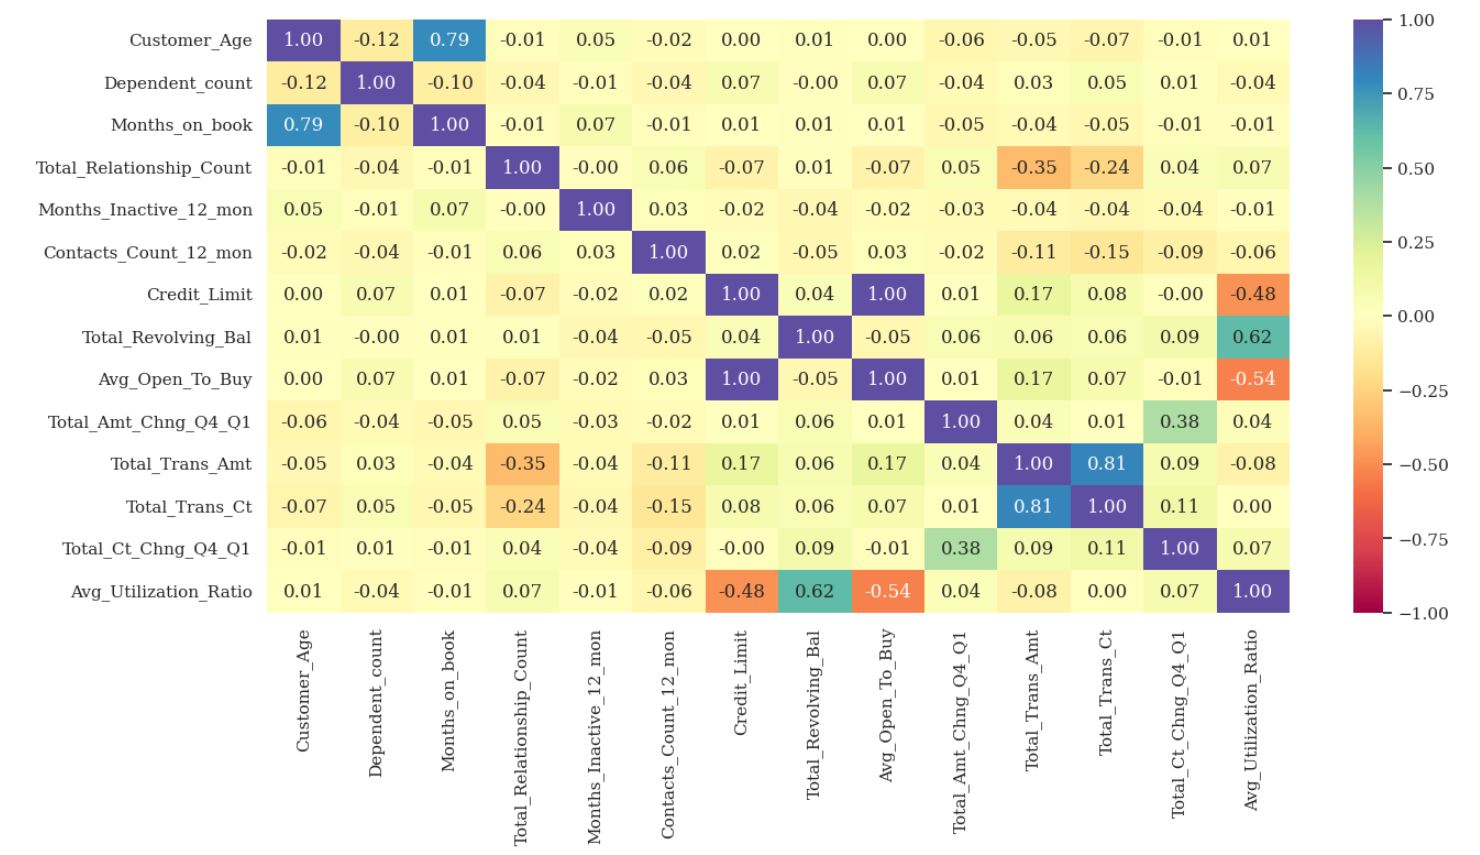 Customer_Age 1.00 -0.12 0.79 -0.01 0.05 -0.02 0.00 0.01 0.00 -0.06 -0.05 -0.07 -0.01 0.01
Dependent_count -0.12 1.00 -0.10 -0.04 -0.01 -0.04 0.07 -0.00 0.07 -0.04 0.03 0.05 0.01 -0.04
Months_on_book 0.79 -0.10 1.00 -0.01 0.07 -0.01 0.01 0.01 0.01 -0.05 -0.04 -0.05 -0.01 -0.01
Total_Relationship_Count -0.01 -0.04 -0.01 1.00 -0.00 0.06 -0.07 0.01 -0.07 0.05 -0.35 -0.24 0.04 0.07
Months_Inactive_12_mon 0.05 -0.01 0.07 -0.00 1.00 0.03 -0.02 -0.04 -0.02 -0.03 -0.04 -0.04 -0.04 -0.01
Contacts_Count_12_mon -0.02 -0.04 -0.01 0.06 0.03 1.00 0.02 -0.05 0.03 -0.02 -0.11 -0.15 -0.09 -0.06
Credit_Limit 0.00 0.07 0.01 -0.07 -0.02 0.02 1.00 0.04 1.00 0.01 0.17 0.08 -0.00 -0.48
Total_Revolving_Bal 0.01 -0.00 0.01 0.01 -0.04 -0.05 0.04 1.00 -0.05 0.06 0.06 0.06 0.09 0.62
Avg_Open_To_Buy 0.00 0.07 0.01 -0.07 -0.02 0.03 1.00 -0.05 1.00 0.01 0.17 0.07 -0.01 -0.54
Total_Amt_Chng_Q4_Q1 -0.06 -0.04 -0.05 0.05 -0.03 -0.02 0.01 0.06 0.01 1.00 0.04 0.01 0.38 0.04
Total_Trans_Amt -0.05 0.03 -0.04 -0.35 -0.04 -0.11 0.17 0.06 0.17 0.04 1.00 0.81 0.09 -0.08
Total_Trans_Ct -0.07 0.05 -0.05 -0.24 -0.04 -0.15 0.08 0.06 0.07 0.01 0.81 1.00 0.11 0.00
Total_Ct_Chng_Q4_Q1 -0.01 0.01 -0.01 0.04 -0.04 -0.09 -0.00 0.09 -0.01 0.38 0.09 0.11 1.00 0.07
Avg_Utilization_Ratio 0.01 -0.04 -0.01 0.07 -0.01 -0.06 -0.48 0.62 -0.54 0.04 -0.08 0.00 0.07 1.00
Customer_Age
Dependent_count
Months_on_book
Total_Relationship_Count
Months_Inactive_12_mon
Contacts_Count_12_mon
Credit_Limit
Total_Revolving_Bal
Avg_Open_To_Buy
Total_Amt_Chng_Q4_Q1
Total_Trans_Amt
Total_Trans_Ct
Total_Ct_Chng_Q4_Q1
Avg_Utilization_Ratio
1.00
0.75
0.50
0.25
0.00
−0.25
−0.50
−0.75
−1.00